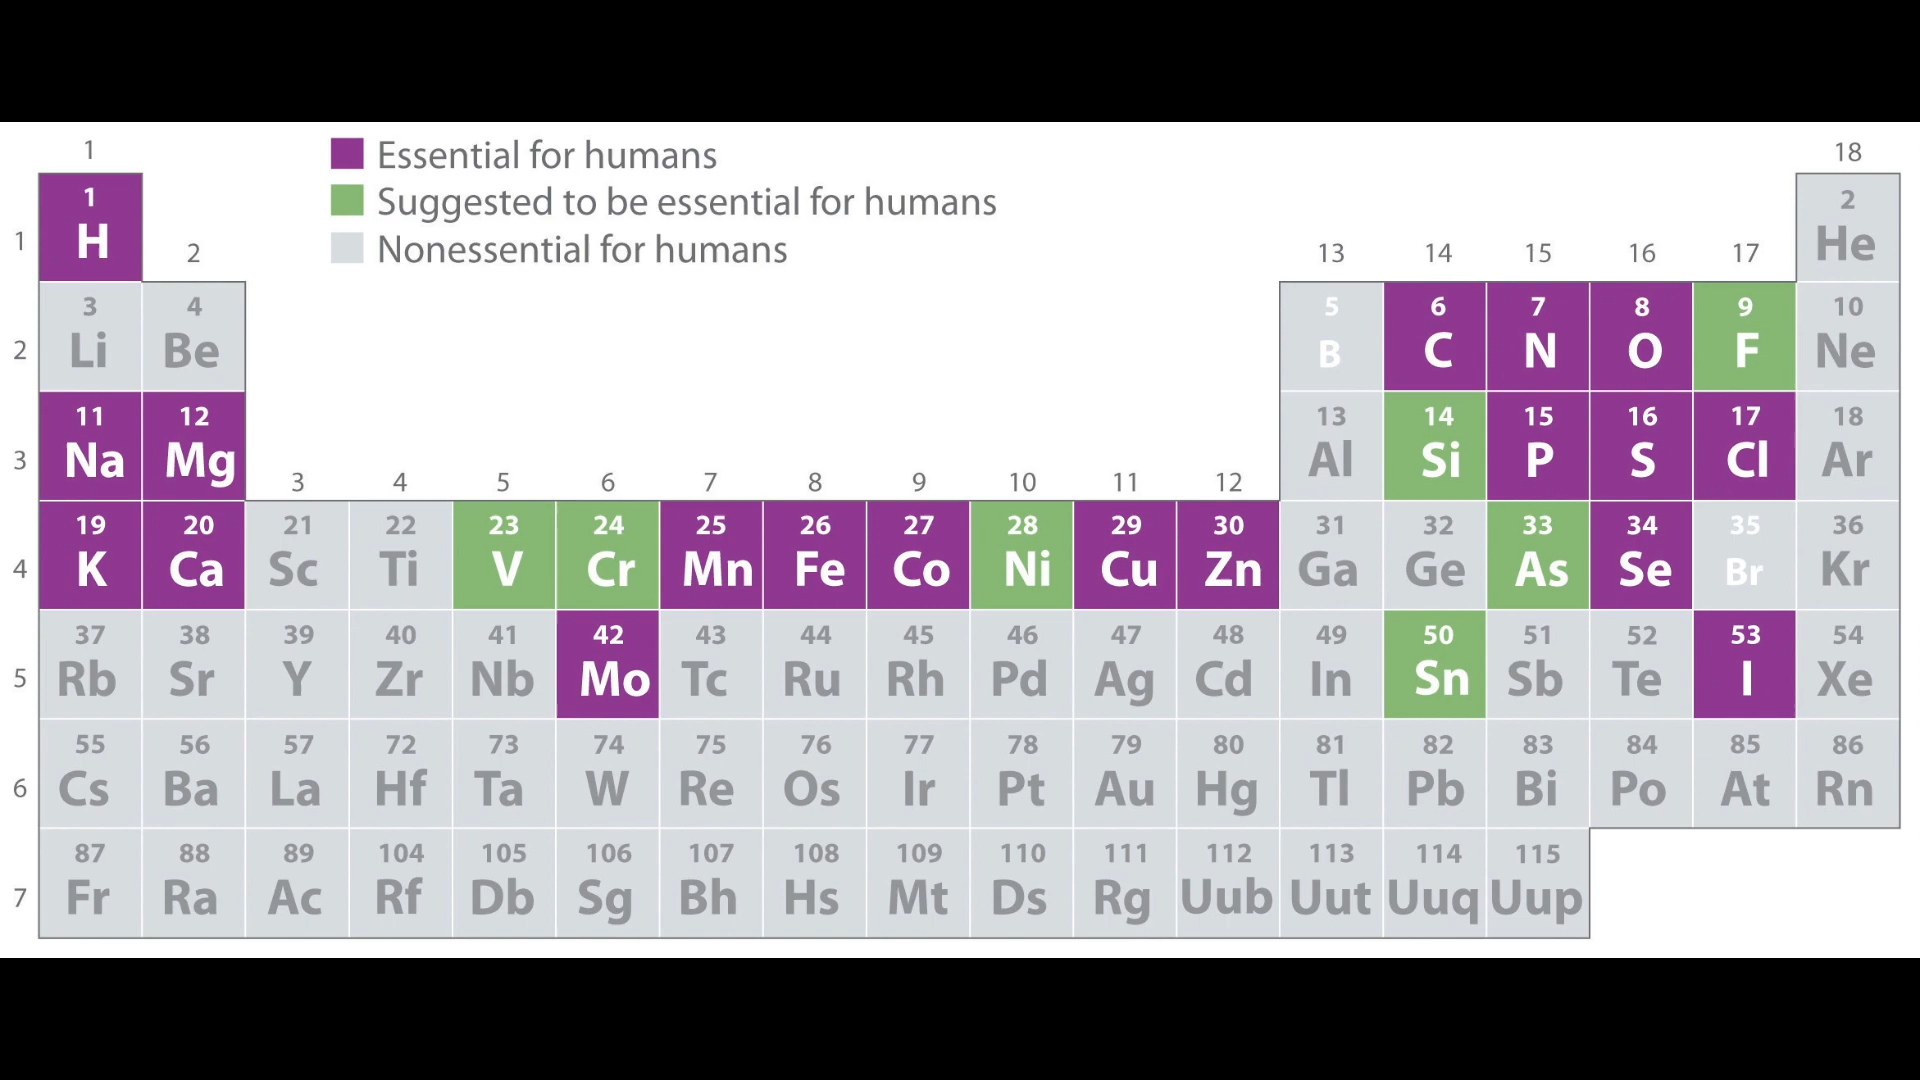 1
18
Essential for humans
Suggested to be essential for humans
Nonessential for humans
1 2
1 H 2 13 14 15 16 17 He
3 4 5 6 7 8 9 10
2 Li Be B C N O F Ne
11 12 13 14 15 16 17 18
3 Na Mg 3 4 5 6 7 8 9 10 11 12 Al Si P S Cl Ar
19 20 21 22 23 24 25 26 27 28 29 30 31 32 33 34 35 36
4 K Ca Sc Ti V Cr Mn Fe Co Ni Cu Zn Ga Ge As Se Br Kr
37 38 39 40 41 42 43 44 45 46 47 48 49 50 51 52 53 54
5 Rb Sr Y Zr Nb Mo Tc Ru Rh Pd Ag Cd In Sn Sb Te I Xe
55 56 57 72 73 74 75 76 77 78 79 80 81 82 83 84 85 86
6 Cs Ba La Hf Ta W Re Os Ir Pt Au Hg Tl Pb Bi Po At Rn
87 88 89 104 105 106 107 108 109 110 111 112 113 114 115
7 Fr Ra Ac Rf Db Sg Bh Hs Mt Ds Rg Uub Uut Uuq Uup